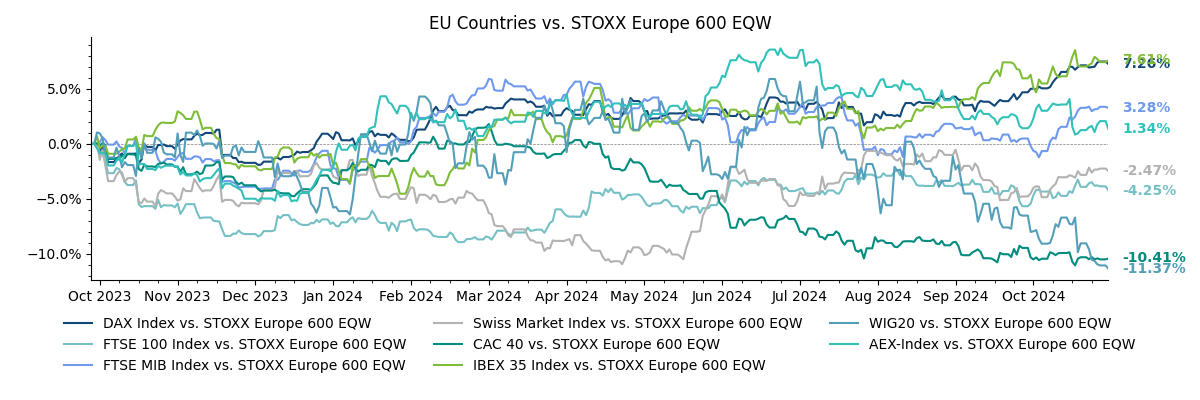 EU Countries vs. STOXX Europe 600 EQW
5.0%
0.0%
−5.0%
−10.0%
7.61%
7.28%
3.28%
1.34%
-2.47%
-4.25%
-10.41%
-11.37%
Oct 2023 Nov 2023 Dec 2023 Jan 2024 Feb 2024 Mar 2024 Apr 2024 May 2024 Jun 2024 Jul 2024 Aug 2024 Sep 2024 Oct 2024
DAX Index vs. STOXX Europe 600 EQW Swiss Market Index vs. STOXX Europe 600 EQW WIG20 vs. STOXX Europe 600 EQW
FTSE 100 Index vs. STOXX Europe 600 EQW CAC 40 vs. STOXX Europe 600 EQW AEX-Index vs. STOXX Europe 600 EQW
FTSE MIB Index vs. STOXX Europe 600 EQW IBEX 35 Index vs. STOXX Europe 600 EQW